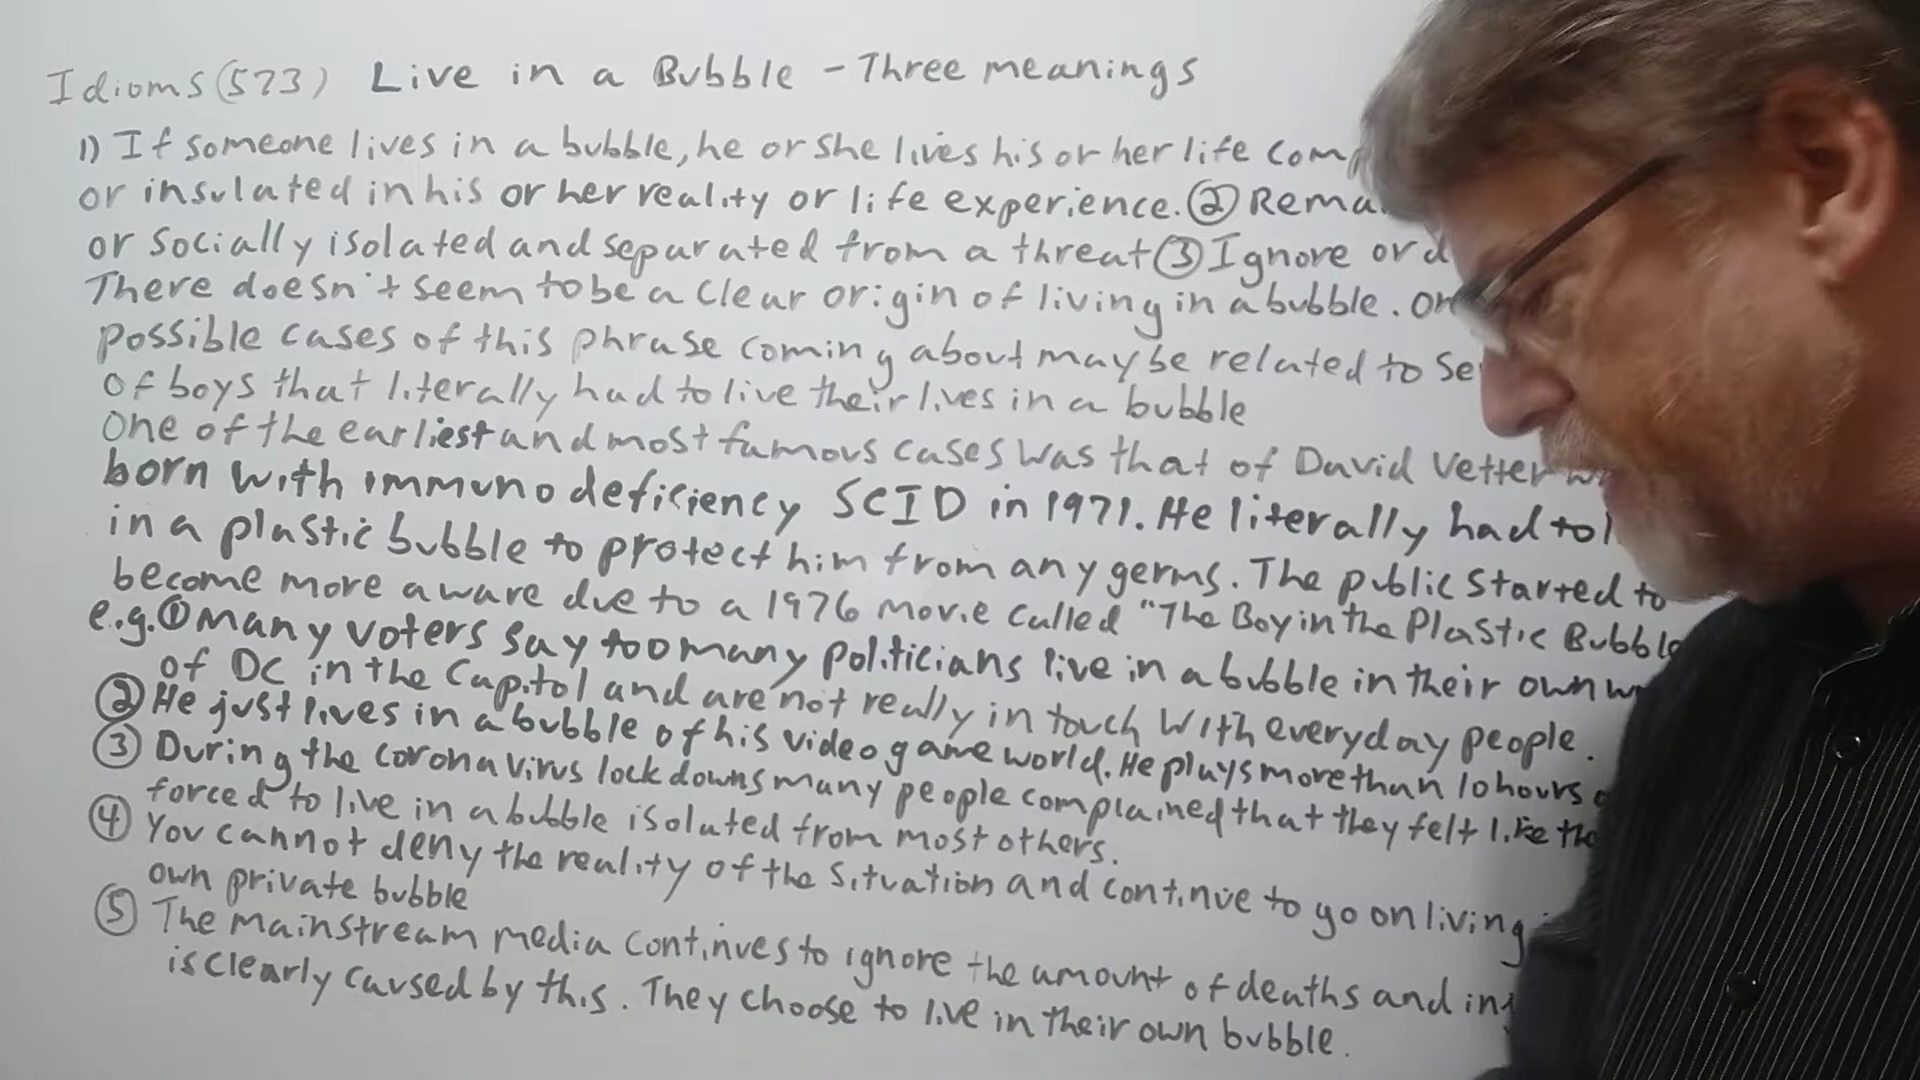 Idioms (573) Live in a Bubble - Three meanings
1) If someone lives in a bubble, he or she lives his or her life
or insulated in his or her reality or life experience. ②
or socially isolated and separated from a threat ③ Ignore or
There doesn't seem to be a clear origin of living in a bubble.
possible cases of this phrase coming about may be related to
of boys that literally had to live their lives in a bubble
One of the earliest and most famous cases was that of David Vetter
born with immunodeficiency SCID in 1971. He literally had to
in a plastic bubble to protect him from any germs. The public started to
become more aware due to a 1976 movie called "The Boy in the Plastic Bubble
e.g. ① Many voters say too many politicians live in a bubble in their own
of DC in the Capitol and are not really in touch with everyday people.
② He just lives in a bubble of his video game world. He plays more than 10 hours
③ During the corona virus lockdowns many people complained that they felt like
forced to live in a bubble isolated from most others.
④ You cannot deny the reality of the situation and continue to go on living
own private bubble
⑤ The mainstream media continues to ignore the amount of deaths and
is clearly caused by this. They choose to live in their own bubble.